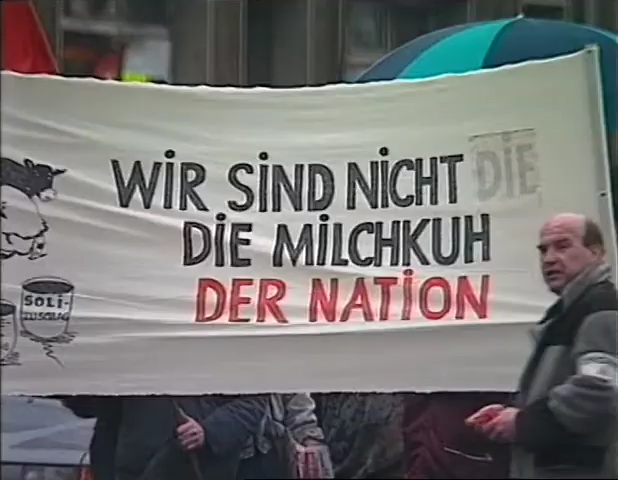 WIR SIND NICHT DIE
DIE MILCHKUH
DER NATION
SOLI-
ZUSCHLAG